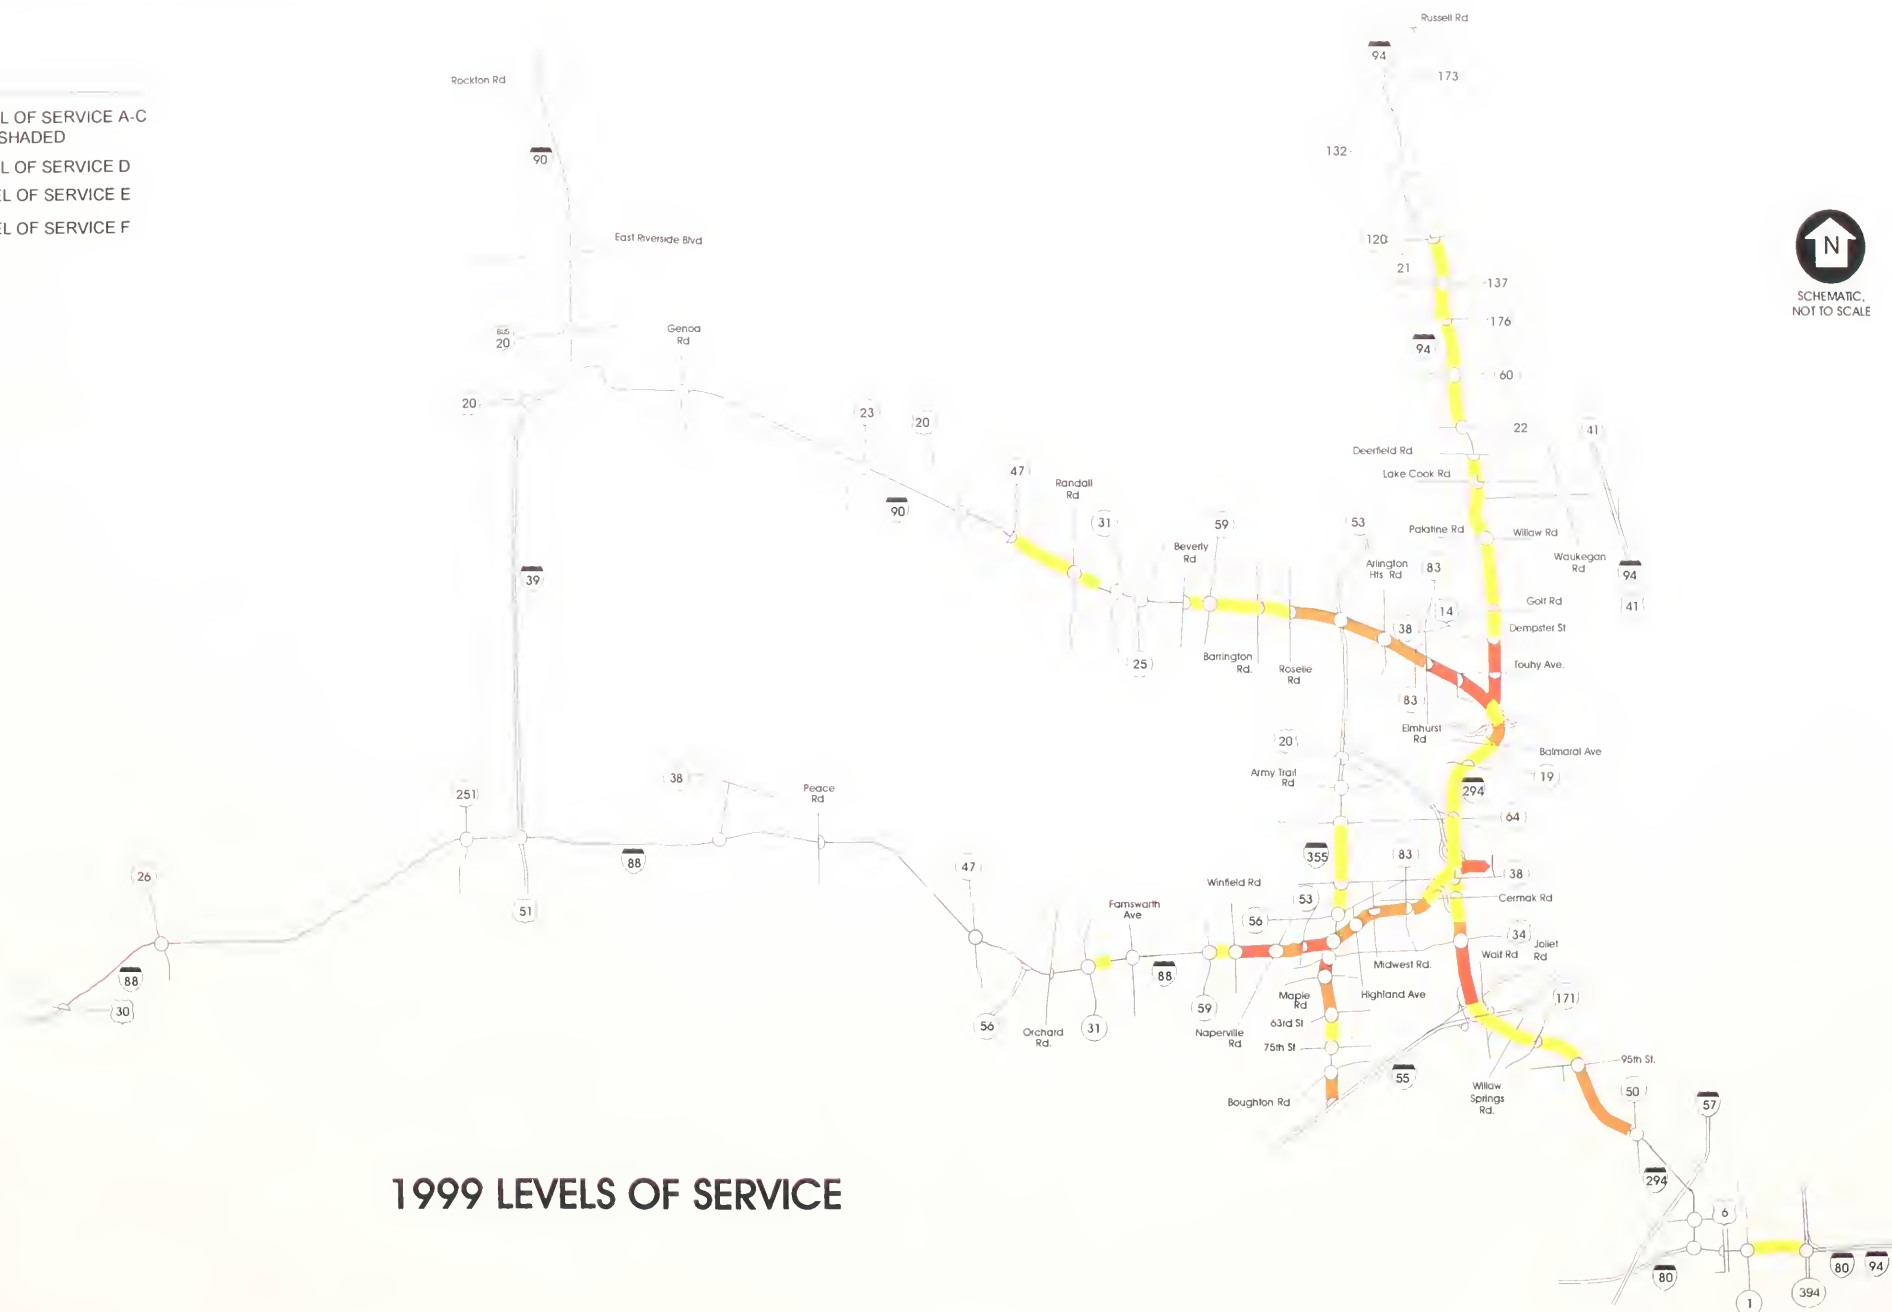 L OF SERVICE A-C
SHADED
L OF SERVICE D
EL OF SERVICE E
EL OF SERVICE F
Rockton Rd
90
East Riverside Blvd
BUS
20
Genoa
Rd
20
39
23
20
90
47
Randall
Rd
31
25
Beverly
Rd
59
Barrington
Rd.
Roselle
Rd
53
Arlington
Hts Rd
83
38
14
83
Elmhurst
Rd
Russell Rd
94
173
132
120
21
137
176
94
60
22
41
Deerfield Rd
Lake Cook Rd
Palatine Rd
Willow Rd
Waukegan
Rd
94
41
Golf Rd
Dempster St
Touhy Ave.
Balmoral Ave
19
294
64
20
Army Trail
Rd
355
83
38
Cermak Rd
34
Joliet
Rd
Wolf Rd
171
Winfield Rd
53
56
Midwest Rd.
Highland Ave
Maple
Rd
63rd St
75th St
Boughton Rd
55
Willow
Springs
Rd.
95th St.
50
57
294
6
80
1
394
80
94
N
SCHEMATIC,
NOT TO SCALE
26
88
30
251
51
88
38
Peace
Rd
47
56
Orchard
Rd.
31
Farnsworth
Ave
88
59
Naperville
Rd
1999 LEVELS OF SERVICE